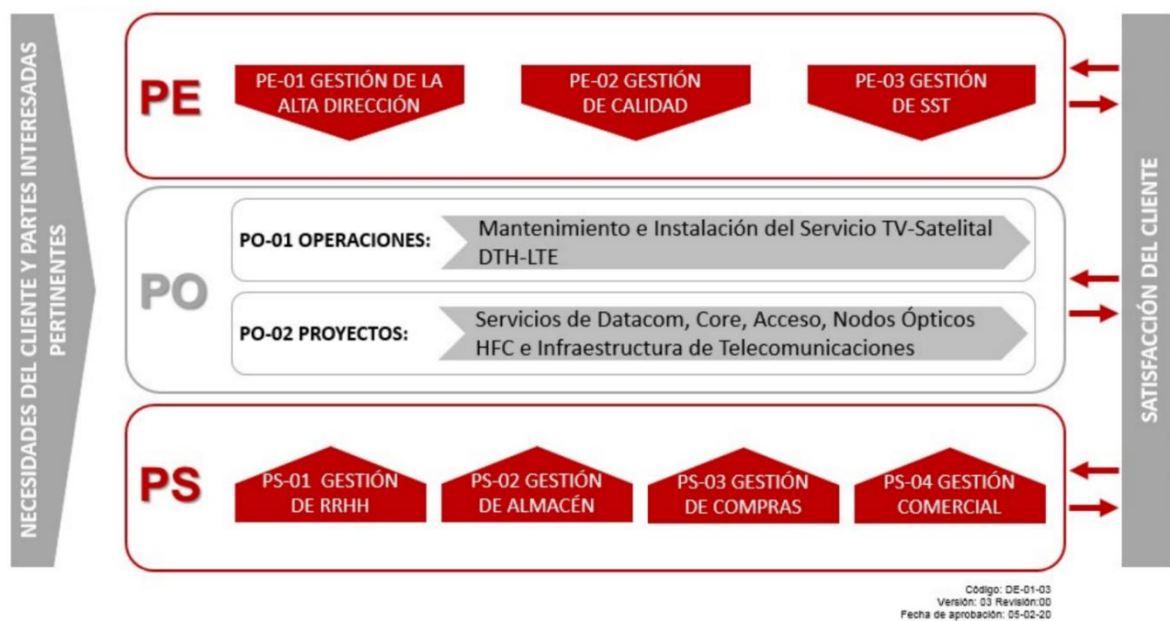 NECESIDADES DEL CLIENTE Y PARTES INTERESADAS
PERTINENTES
PE
PE-01 GESTIÓN DE LA
ALTA DIRECCIÓN
PE-02 GESTIÓN
DE CALIDAD
PE-03 GESTIÓN
DE SST
PO
PO-01 OPERACIONES:
Mantenimiento e Instalación del Servicio TV-Satelital
DTH-LTE
PO-02 PROYECTOS:
Servicios de Datacom, Core, Acceso, Nodos Ópticos
HFC e Infraestructura de Telecomunicaciones
PS
PS-01 GESTIÓN
DE RRHH
PS-02 GESTIÓN
DE ALMACÉN
PS-03 GESTIÓN
DE COMPRAS
PS-04 GESTIÓN
COMERCIAL
SATISFACCIÓN DEL CLIENTE
Código: DE-01-03
Versión: 03 Revisión:00
Fecha de aprobación: 05-02-20